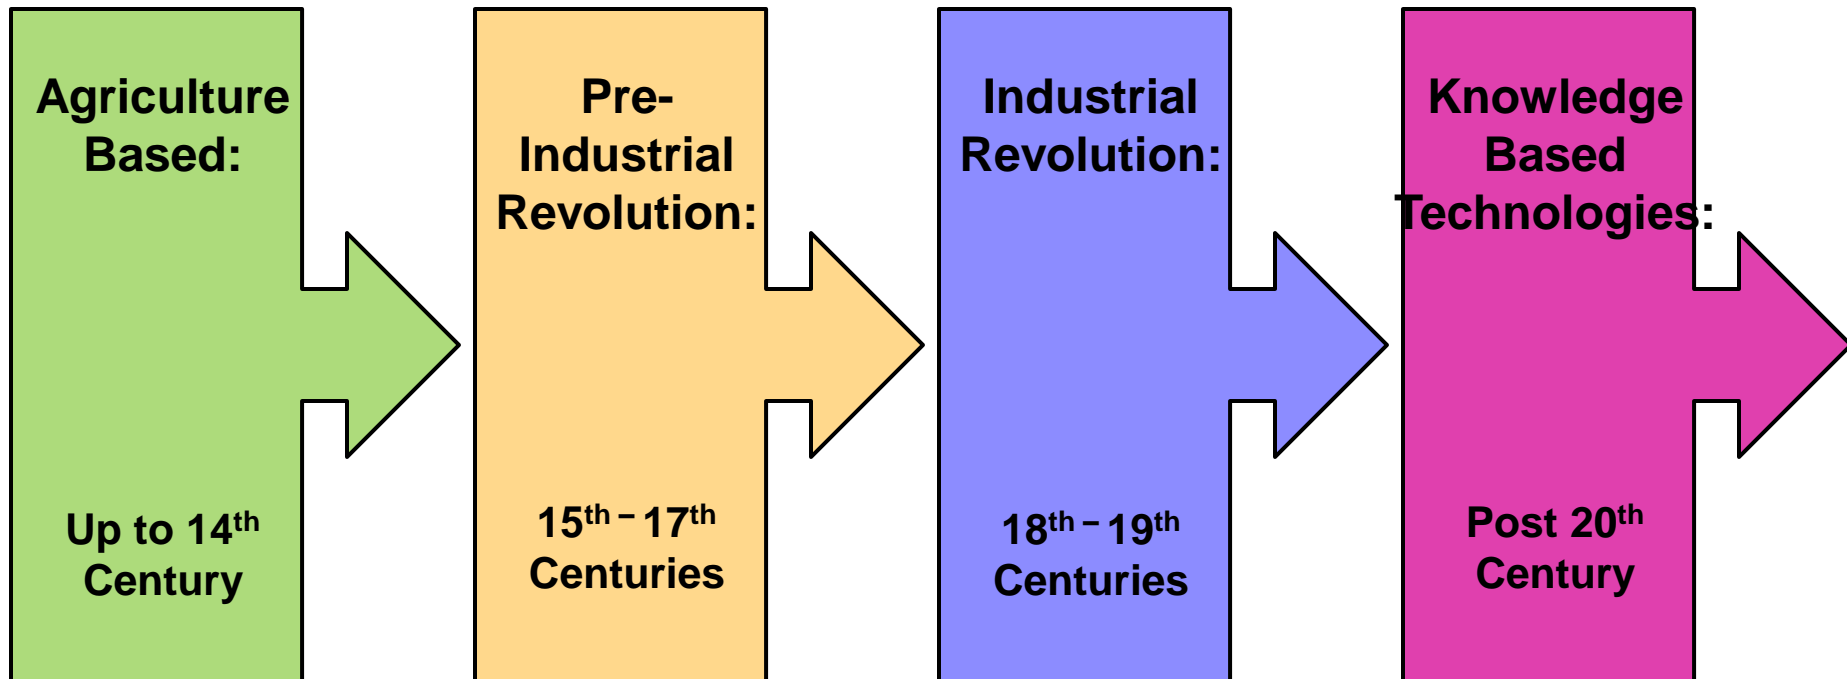 Agriculture
Based:
Up to 14th
Century
Pre-
Industrial
Revolution:
15th – 17th
Centuries
Industrial
Revolution:
18th – 19th
Centuries
Knowledge
Based
Technologies:
Post 20th
Century